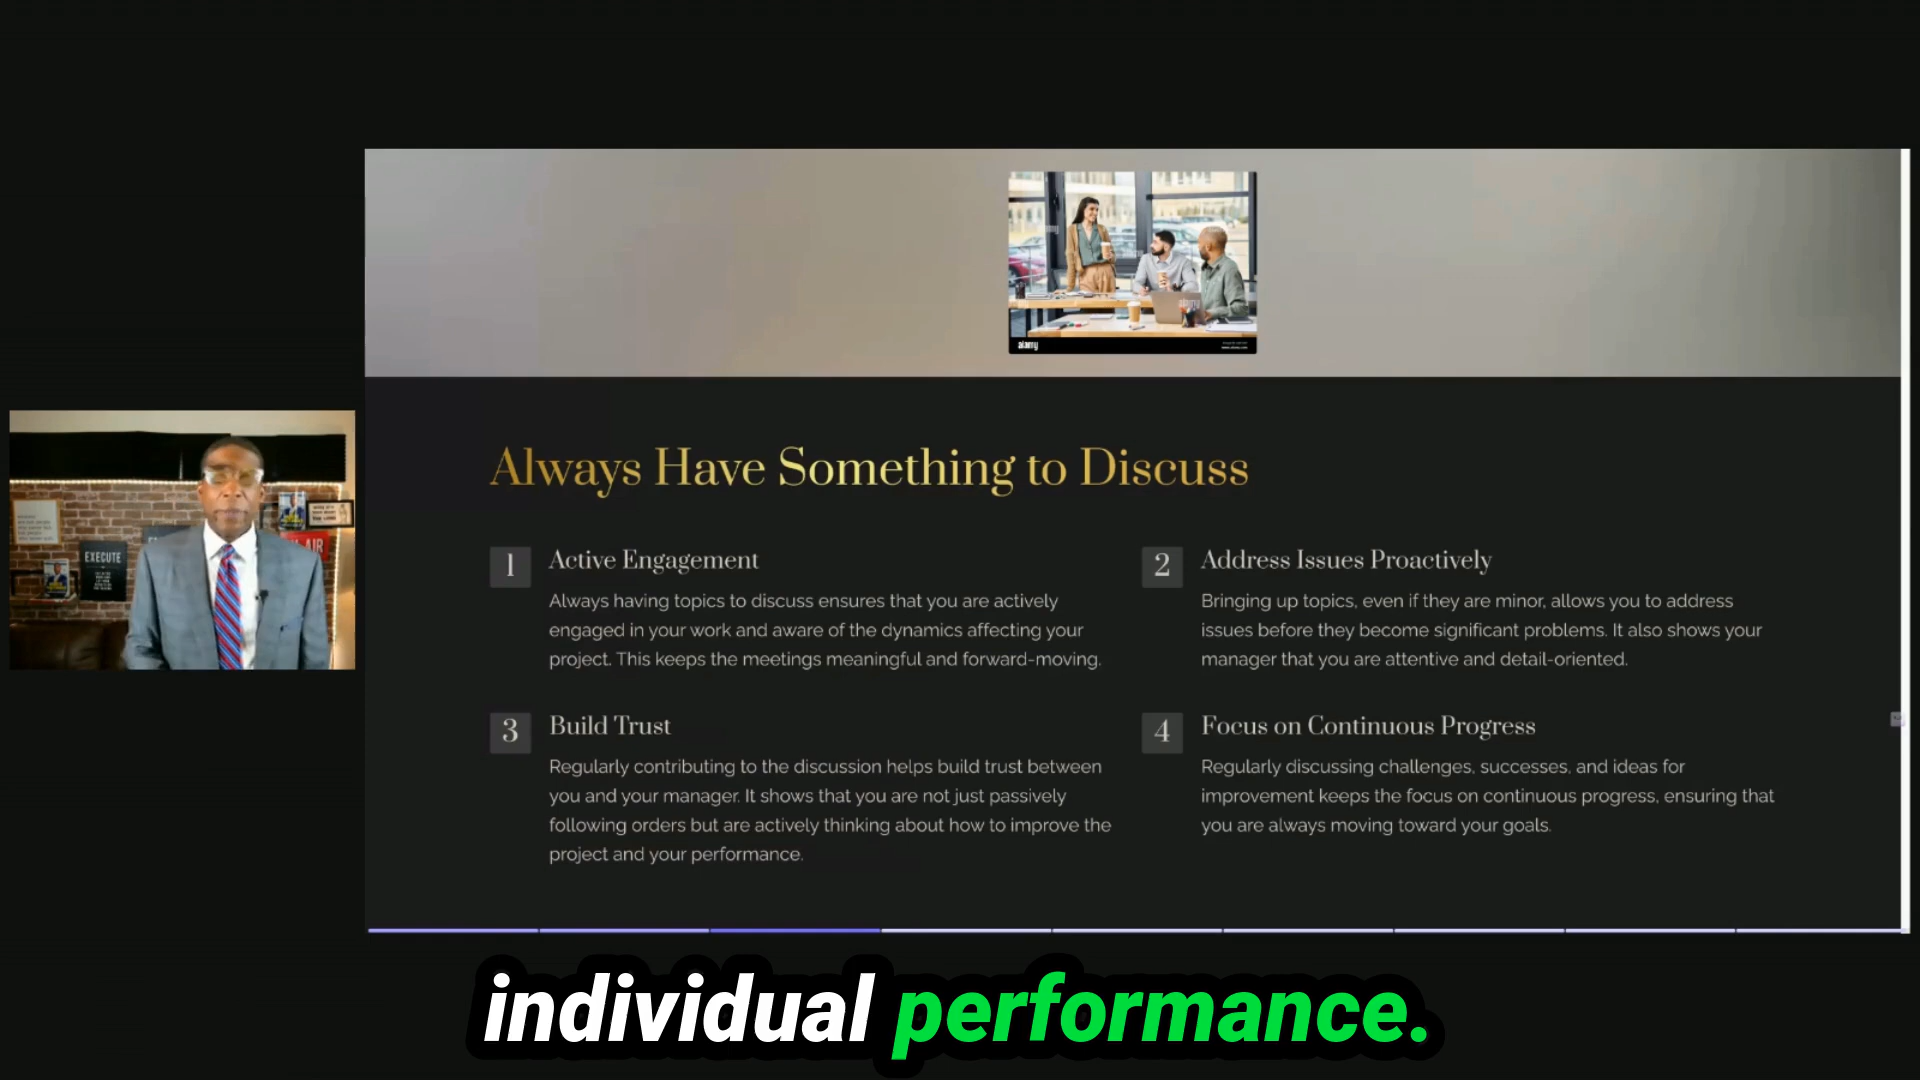 alamy
Always Have Something to Discuss
1 Active Engagement
Always having topics to discuss ensures that you are actively
engaged in your work and aware of the dynamics affecting your
project. This keeps the meetings meaningful and forward-moving.
2 Address Issues Proactively
Bringing up topics, even if they are minor, allows you to address
issues before they become significant problems. It also shows your
manager that you are attentive and detail-oriented.
3 Build Trust
Regularly contributing to the discussion helps build trust between
you and your manager. It shows that you are not just passively
following orders but are actively thinking about how to improve the
project and your performance.
4 Focus on Continuous Progress
Regularly discussing challenges, successes, and ideas for
improvement keeps the focus on continuous progress, ensuring that
you are always moving toward your goals.
EXECUTE
AIR
individual performance.